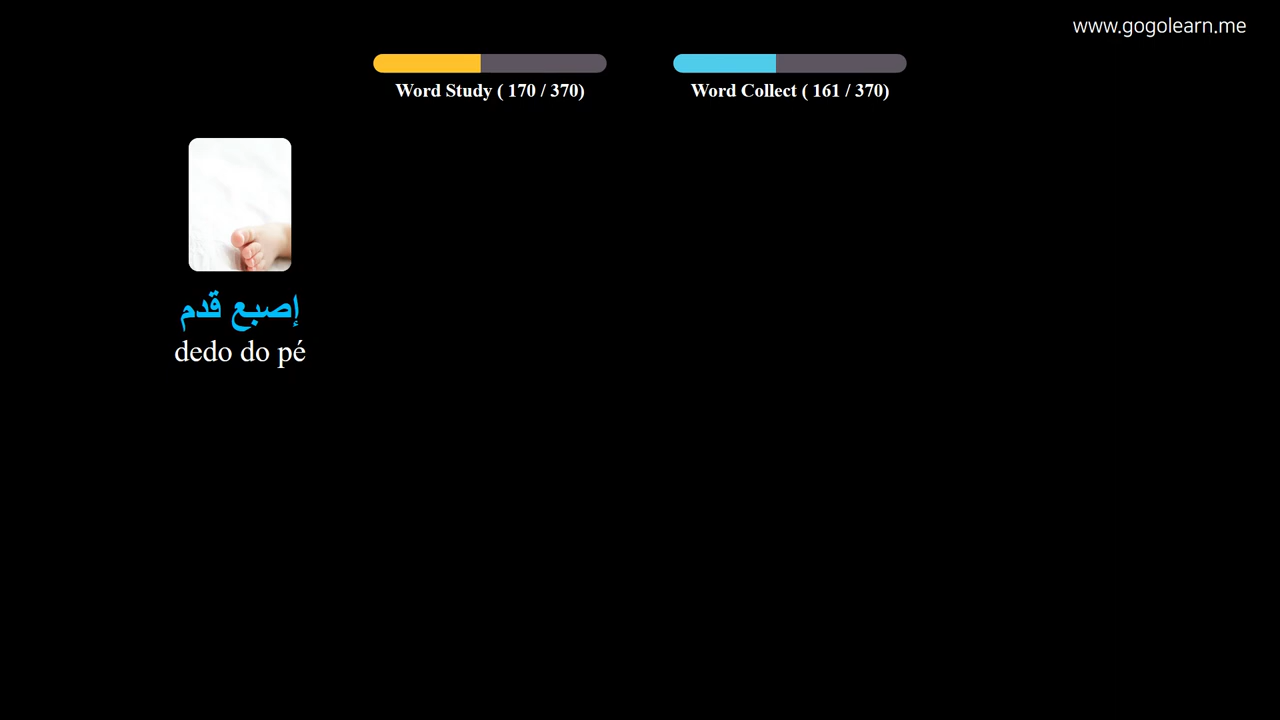 www.gogolearn.me
Word Study ( 170 / 370)
Word Collect ( 161 / 370)
إصبع قدم
dedo do pé